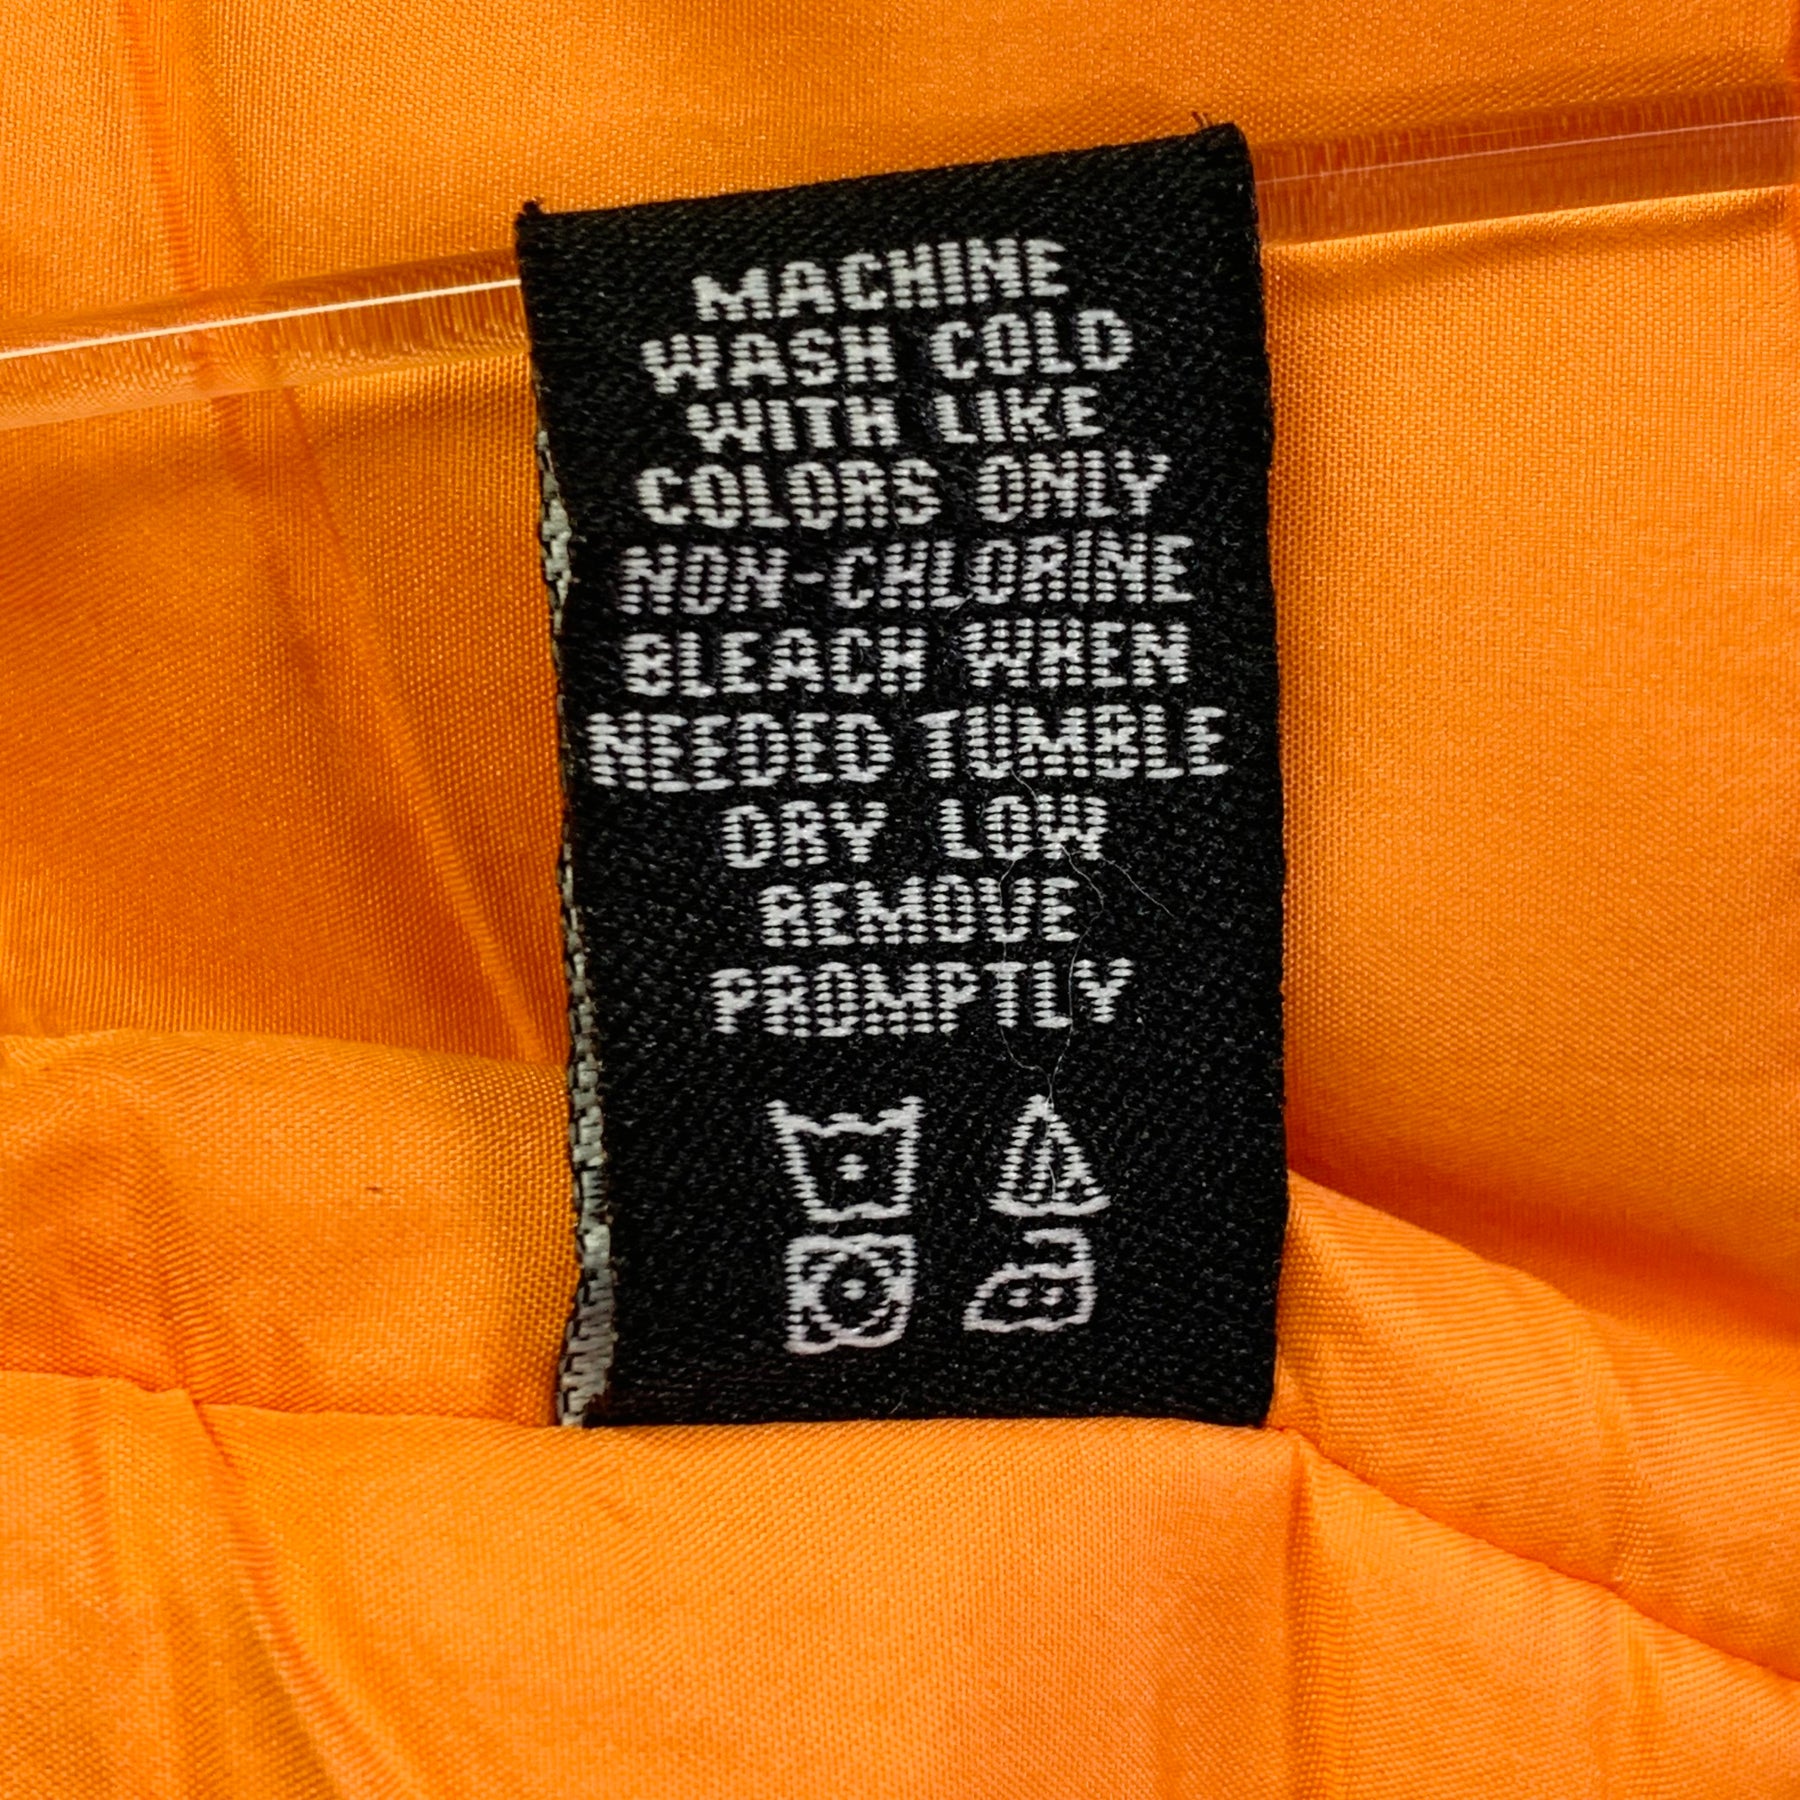 MACHINE
WASH COLD
WITH LIKE
COLORS ONLY
NON-CHLORINE
BLEACH WHEN
NEEDED TUMBLE
DRY LOW
REMOVE
PROMPTLY